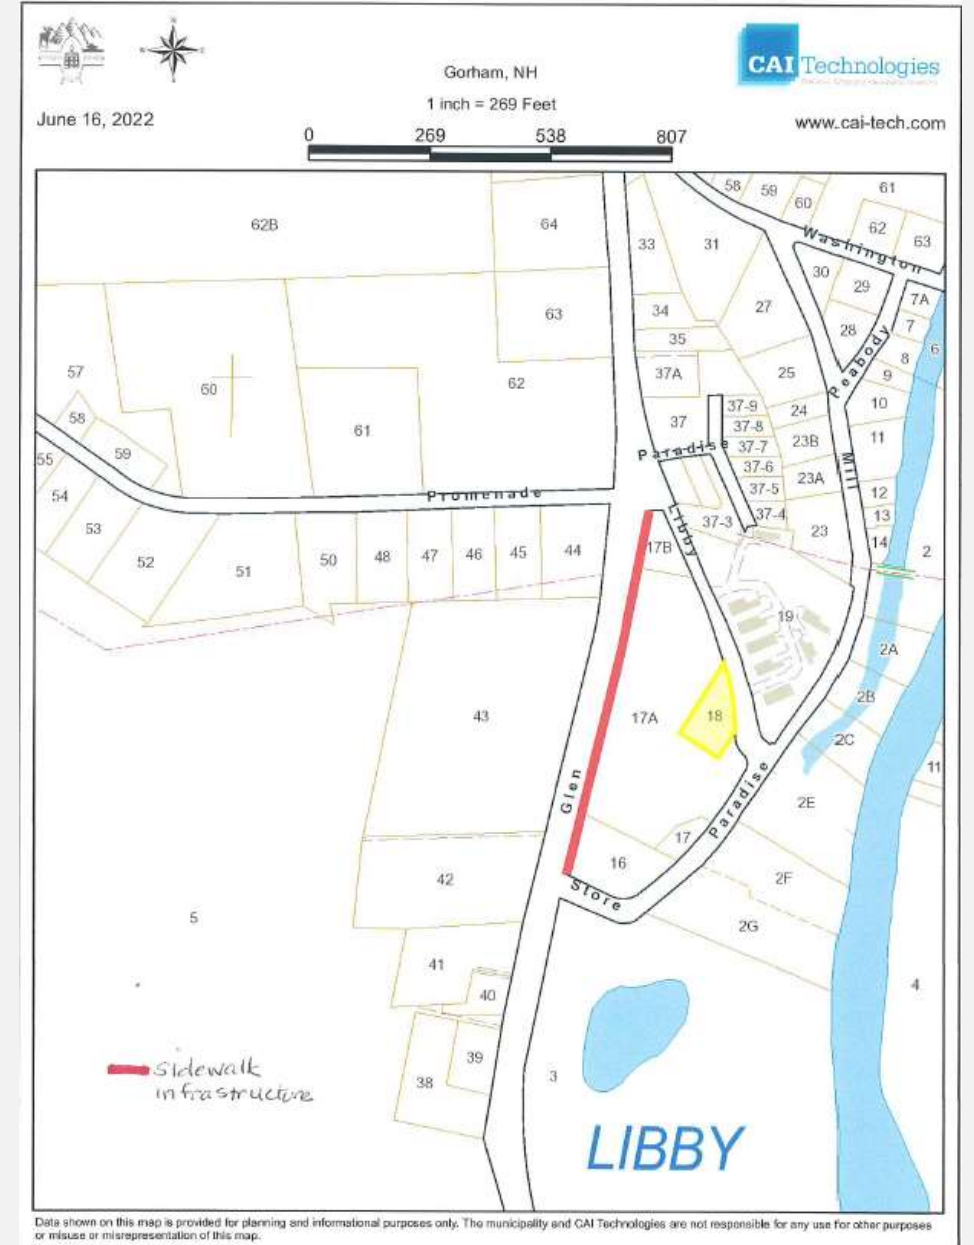 Gorham, NH
CAI Technologies
1 inch = 269 Feet
June 16, 2022
www.cai-tech.com
0 269 538 807
58 59 60 61
62B 64 33 31 Washington 62 63
30 29 7A
63 34 27 28 7 6
35 Peabody 8
57 60 62 37A 25 9
58 61 37 37-9 24 10
59 Paradise 37-8 23B 11
55 37-7 Mill
54 Promenade 37-6 23A 12
53 37-5 13
Libby 37-3 37-4 23 14
52 51 50 48 47 46 45 44 17B 2
19 2A
43 17A 18 2B
2C
Glen Paradise 2E 11
17
42 16 2F
Store
5 2G
41 4
40
39
38 3
sidewalk
infrastructure
LIBBY
Data shown on this map is provided for planning and informational purposes only. The municipality and CAI Technologies are not responsible for any use for other purposes
or misuse or misrepresentation of this map.